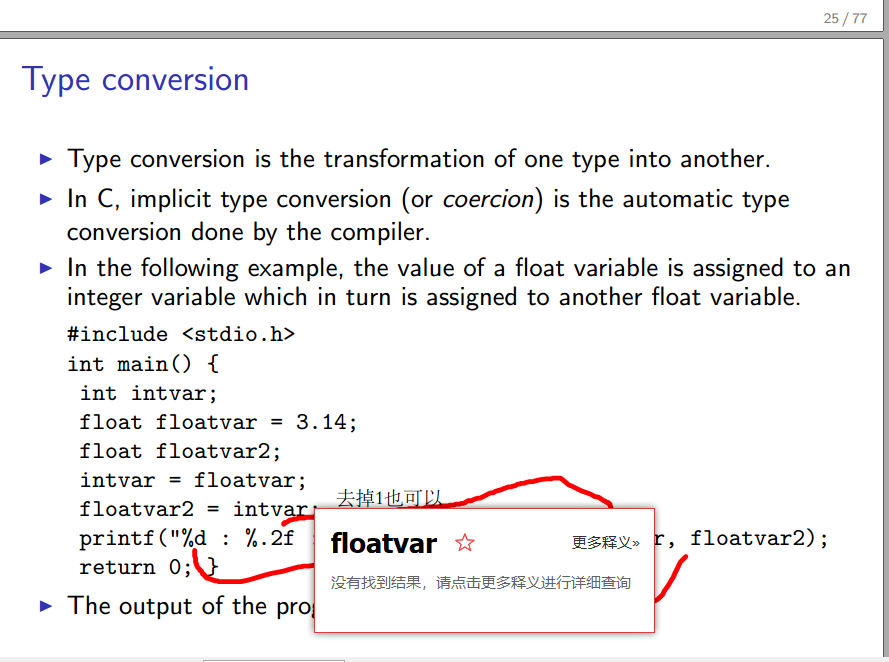 25 / 77
Type conversion
Type conversion is the transformation of one type into another.
In C, implicit type conversion (or coercion) is the automatic type
conversion done by the compiler.
In the following example, the value of a float variable is assigned to an
integer variable which in turn is assigned to another float variable.
#include <stdio.h>
int main() {
int intvar;
float floatvar = 3.14;
float floatvar2;
intvar = floatvar;
floatvar2 = intvar; 去掉1也可以
printf("%d : %.2f : r, floatvar2);
floatvar 更多释义»
return 0; }
没有找到结果，请点击更多释义进行详细查询
The output of the